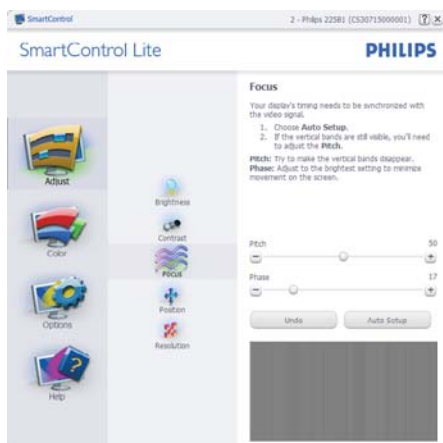 SmartControl
2 - Philips 225B1 (CS30715000001)
SmartControl Lite
PHILIPS
Adjust
Color
Options
Help
Brightness
Contrast
Focus
Position
Resolution
Focus
Your display's timing needs to be synchronized with
the video signal.
1. Choose Auto Setup.
2. If the vertical bands are still visible, you'll need
to adjust the Pitch.
Pitch: Try to make the vertical bands disappear.
Phase: Adjust to the brightest setting to minimize
movement on the screen.
Pitch 50
Phase 17
Undo Auto Setup